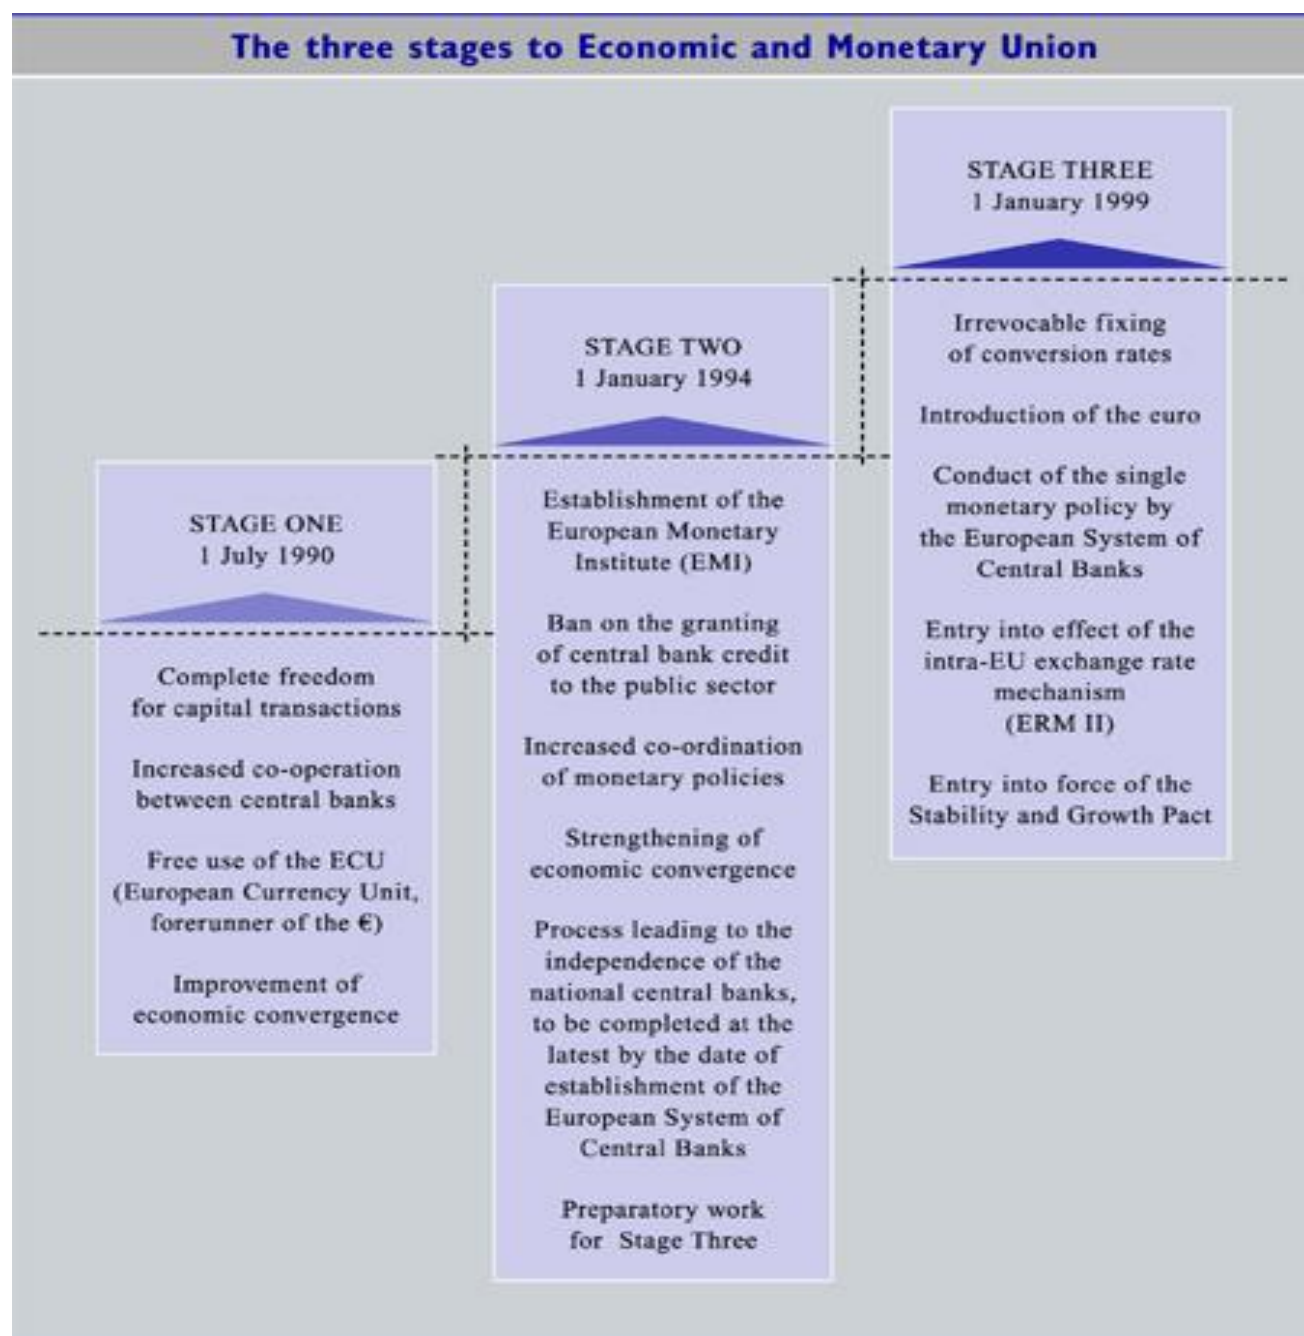 The three stages to Economic and Monetary Union
STAGE ONE
1 July 1990
Complete freedom
for capital transactions
Increased co-operation
between central banks
Free use of the ECU
(European Currency Unit,
forerunner of the €)
Improvement of
economic convergence
STAGE TWO
1 January 1994
Establishment of the
European Monetary
Institute (EMI)
Ban on the granting
of central bank credit
to the public sector
Increased co-ordination
of monetary policies
Strengthening of
economic convergence
Process leading to the
independence of the
national central banks,
to be completed at the
latest by the date of
establishment of the
European System of
Central Banks
Preparatory work
for Stage Three
STAGE THREE
1 January 1999
Irrevocable fixing
of conversion rates
Introduction of the euro
Conduct of the single
monetary policy by
the European System of
Central Banks
Entry into effect of the
intra-EU exchange rate
mechanism
(ERM II)
Entry into force of the
Stability and Growth Pact